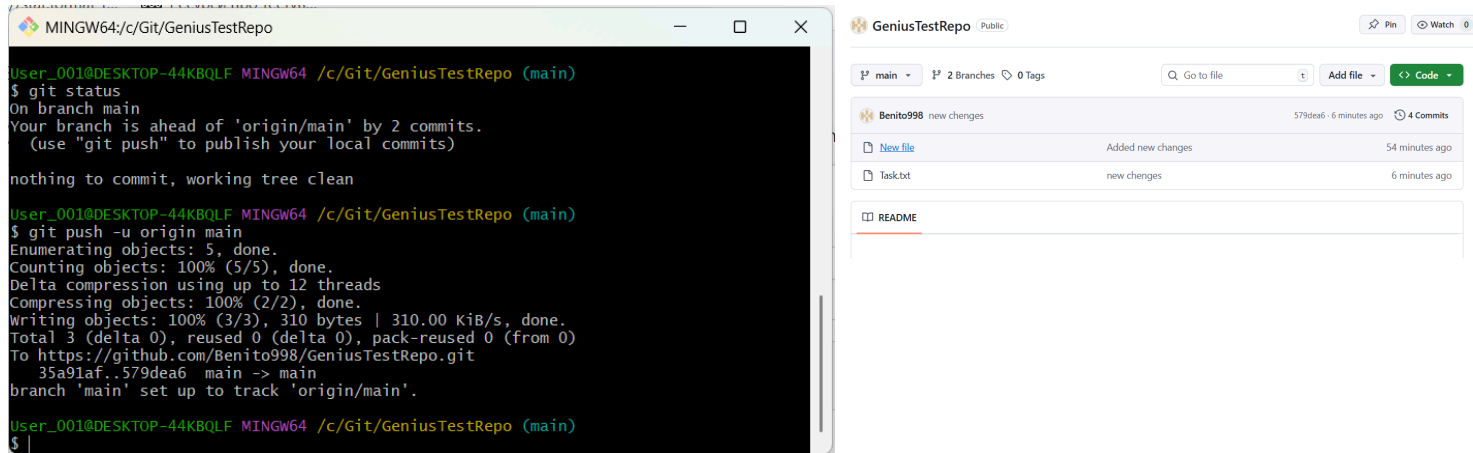 MINGW64:/c/Git/GeniusTestRepo
User_001@DESKTOP-44KBQLF MINGW64 /c/Git/GeniusTestRepo (main)
$ git status
On branch main
Your branch is ahead of 'origin/main' by 2 commits.
(use "git push" to publish your local commits)
nothing to commit, working tree clean
User_001@DESKTOP-44KBQLF MINGW64 /c/Git/GeniusTestRepo (main)
$ git push -u origin main
Enumerating objects: 5, done.
Counting objects: 100% (5/5), done.
Delta compression using up to 12 threads
Compressing objects: 100% (2/2), done.
Writing objects: 100% (3/3), 310 bytes | 310.00 KiB/s, done.
Total 3 (delta 0), reused 0 (delta 0), pack-reused 0 (from 0)
To https://github.com/Benito998/GeniusTestRepo.git
35a91af..579dea6 main -> main
branch 'main' set up to track 'origin/main'.
User_001@DESKTOP-44KBQLF MINGW64 /c/Git/GeniusTestRepo (main)
$
GeniusTestRepo Public Pin Watch 0
main 2 Branches 0 Tags Go to file t Add file <> Code
Benito998 new chenges 579dea6 · 6 minutes ago 4 Commits
New file Added new changes 54 minutes ago
Task.txt new chenges 6 minutes ago
README